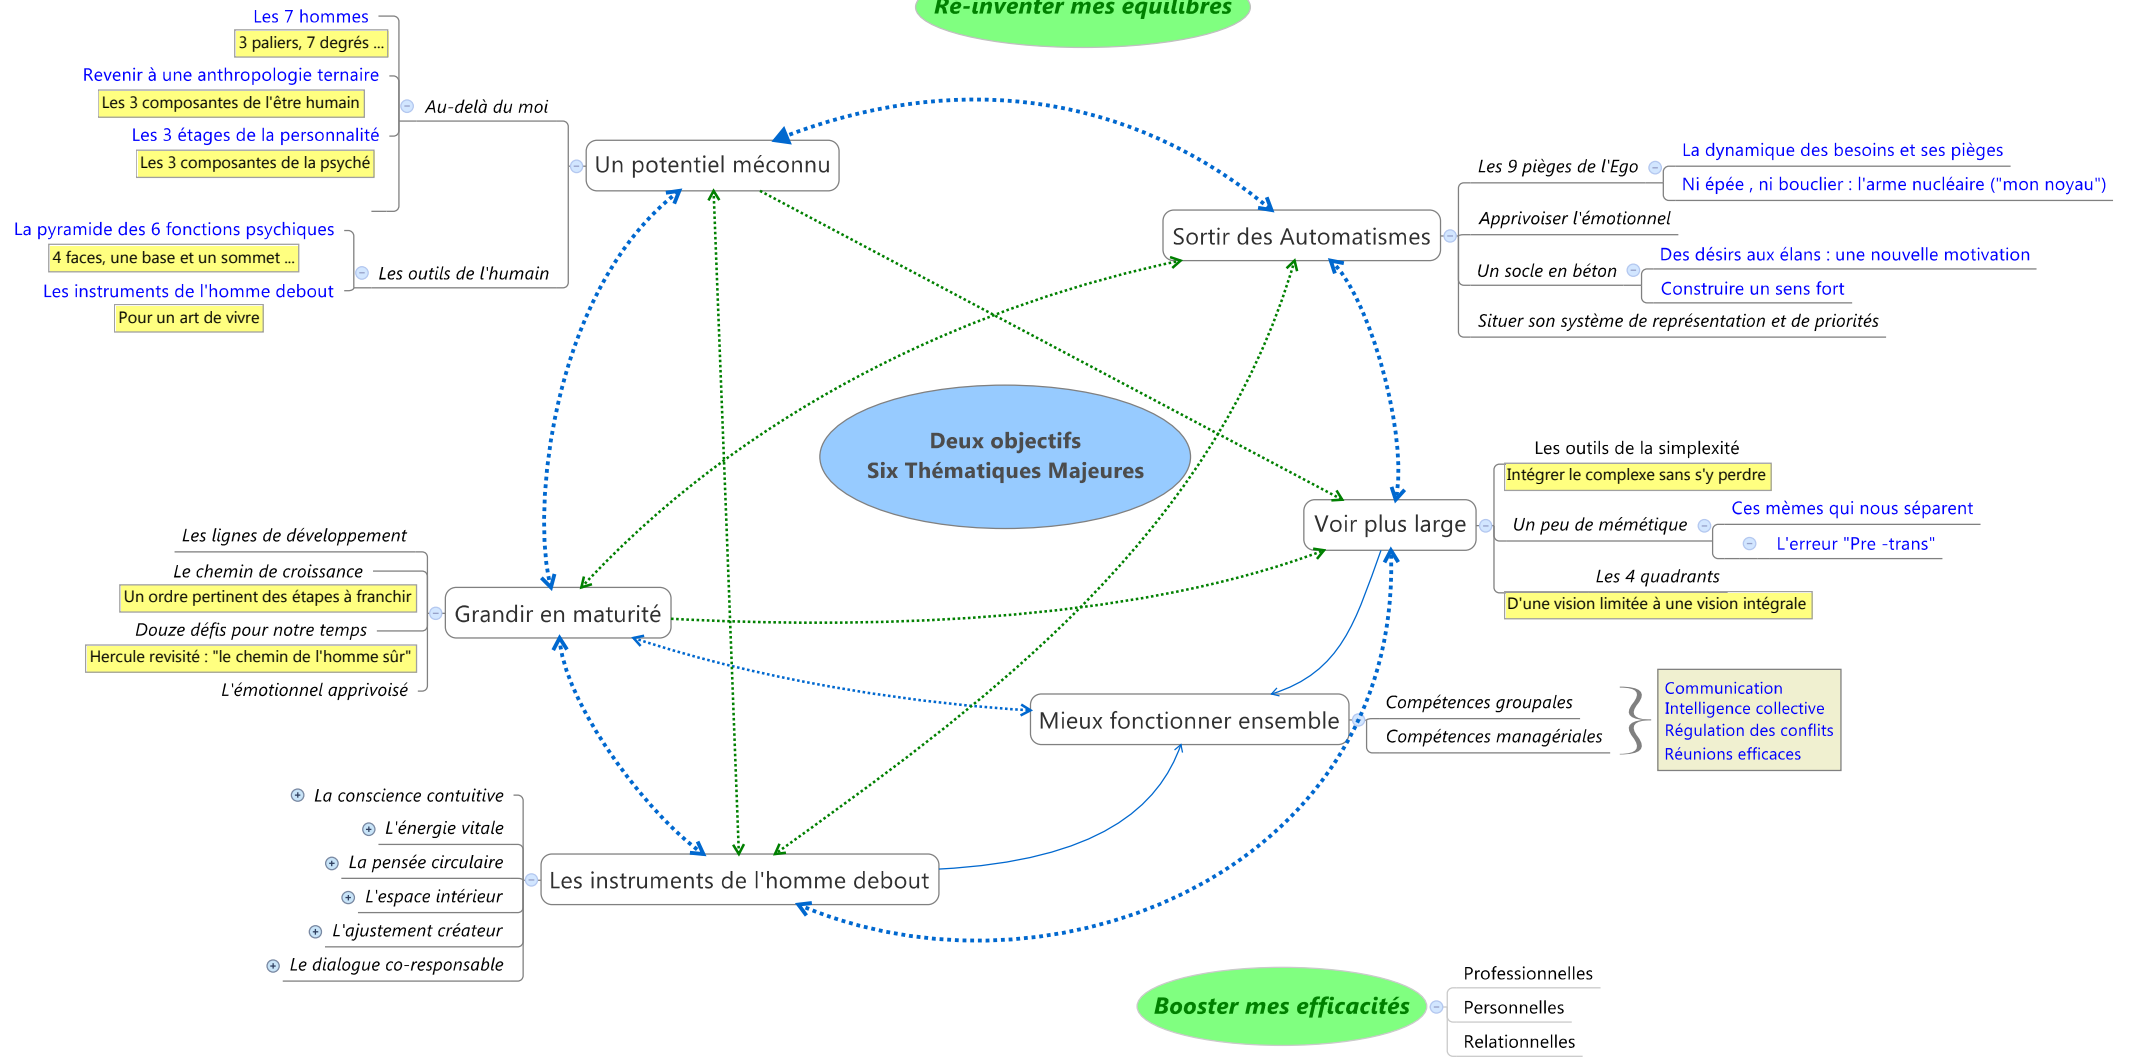 Re-inventer mes equilibres
Les 7 hommes
3 paliers, 7 degrés ...
Revenir à une anthropologie ternaire
Les 3 composantes de l'être humain
Les 3 étages de la personnalité
Les 3 composantes de la psyché
Au-delà du moi
La pyramide des 6 fonctions psychiques
4 faces, une base et un sommet ...
Les instruments de l'homme debout
Pour un art de vivre
Les outils de l'humain
Un potentiel méconnu
Sortir des Automatismes
Les 9 pièges de l'Ego
La dynamique des besoins et ses pièges
Ni épée , ni bouclier : l'arme nucléaire ("mon noyau")
Apprivoiser l'émotionnel
Un socle en béton
Des désirs aux élans : une nouvelle motivation
Construire un sens fort
Situer son système de représentation et de priorités
Deux objectifs
Six Thématiques Majeures
Voir plus large
Les outils de la simplexité
Intégrer le complexe sans s'y perdre
Un peu de mémétique
Ces mèmes qui nous séparent
L'erreur "Pre -trans"
Les 4 quadrants
D'une vision limitée à une vision intégrale
Les lignes de développement
Le chemin de croissance
Un ordre pertinent des étapes à franchir
Douze défis pour notre temps
Hercule revisité : "le chemin de l'homme sûr"
L'émotionnel apprivoisé
Grandir en maturité
Mieux fonctionner ensemble
Compétences groupales
Compétences managériales
Communication
Intelligence collective
Régulation des conflits
Réunions efficaces
La conscience contuitive
L'énergie vitale
La pensée circulaire
L'espace intérieur
L'ajustement créateur
Le dialogue co-responsable
Les instruments de l'homme debout
Booster mes efficacités
Professionnelles
Personnelles
Relationnelles